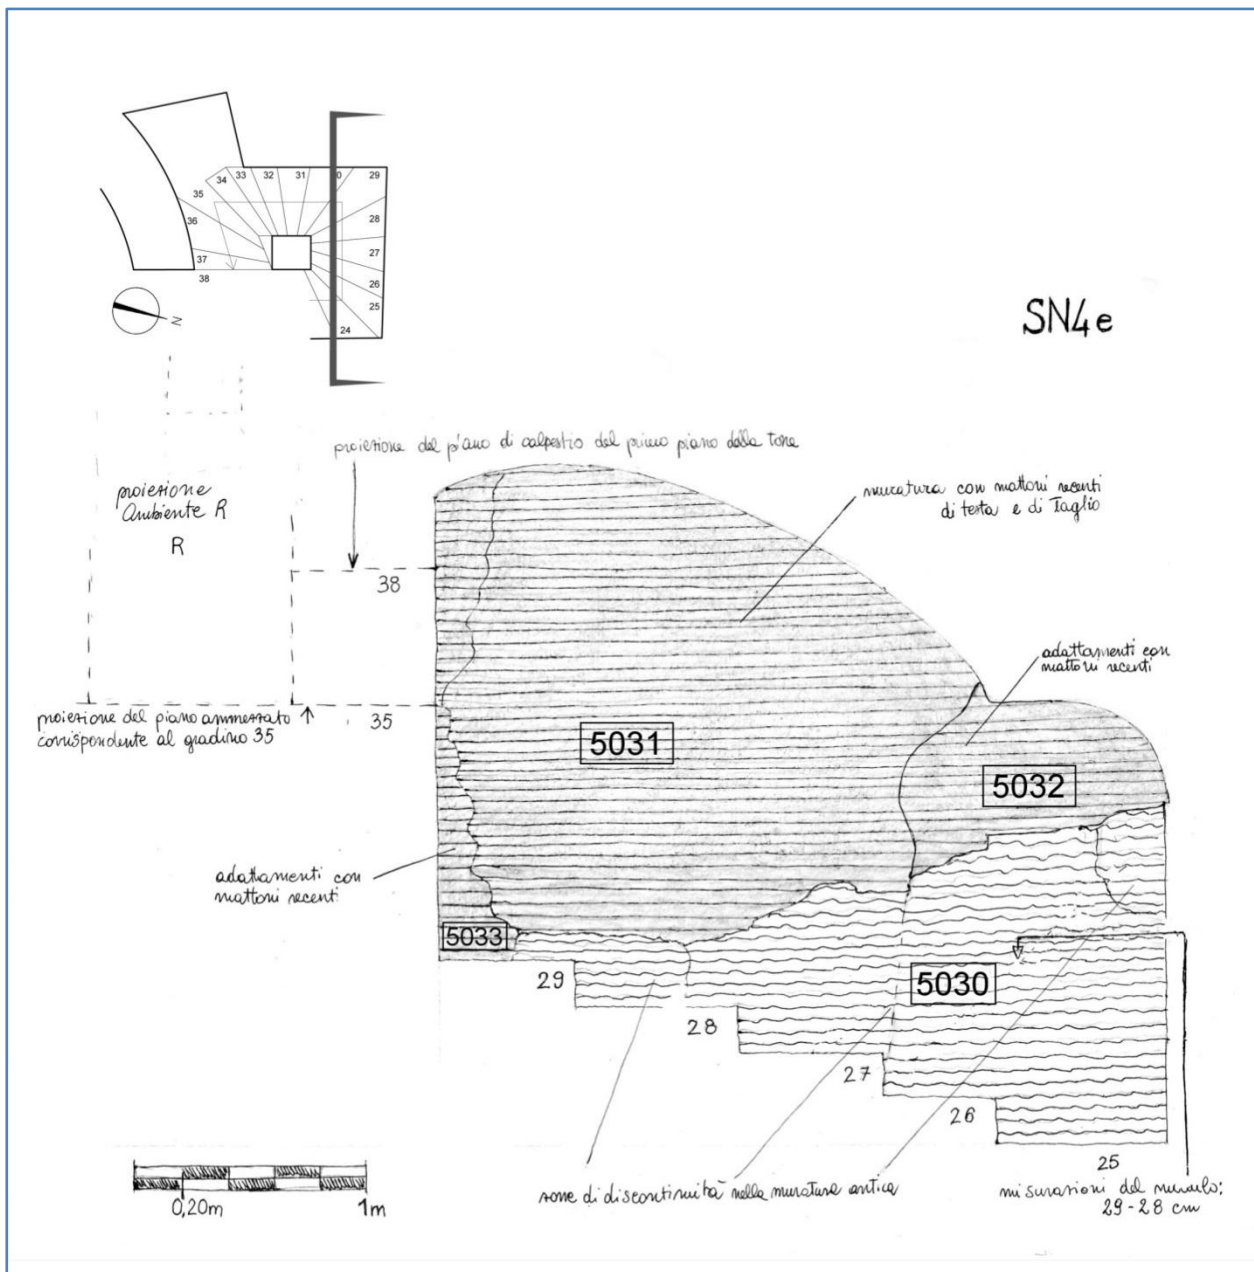 34
33
32
31
0
29
35
36
28
37
27
38
26
25
24
N
SN4e
proiezione del piano di calpestio del primo piano della torre
proiezione
Ambiente R
R
muratura con mattoni recenti
di testa e di Taglio
38
adattamenti con
mattoni recenti
proiezione del piano ammezzato
corrispondente al gradino 35
35
5031
5032
adattamenti con
mattoni recenti
5033
29
5030
28
27
26
25
0,20m
1m
zone di discontinuità nella muratura antica
misurazioni del modulo:
29-28 cm